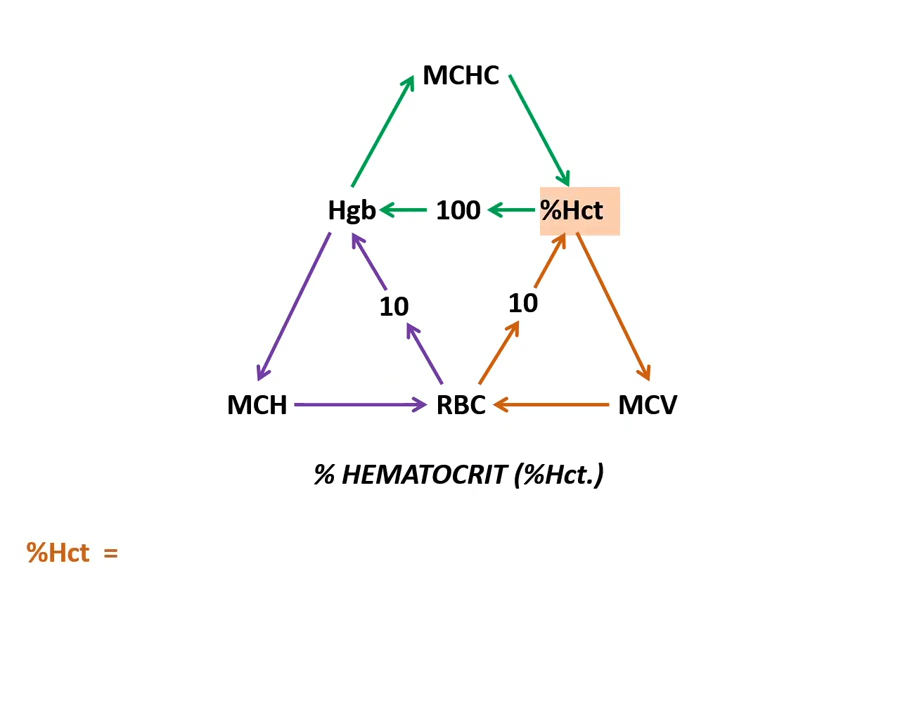 MCHC
Hgb 100 %Hct
10 10
MCH RBC MCV
% HEMATOCRIT (%Hct.)
%Hct =